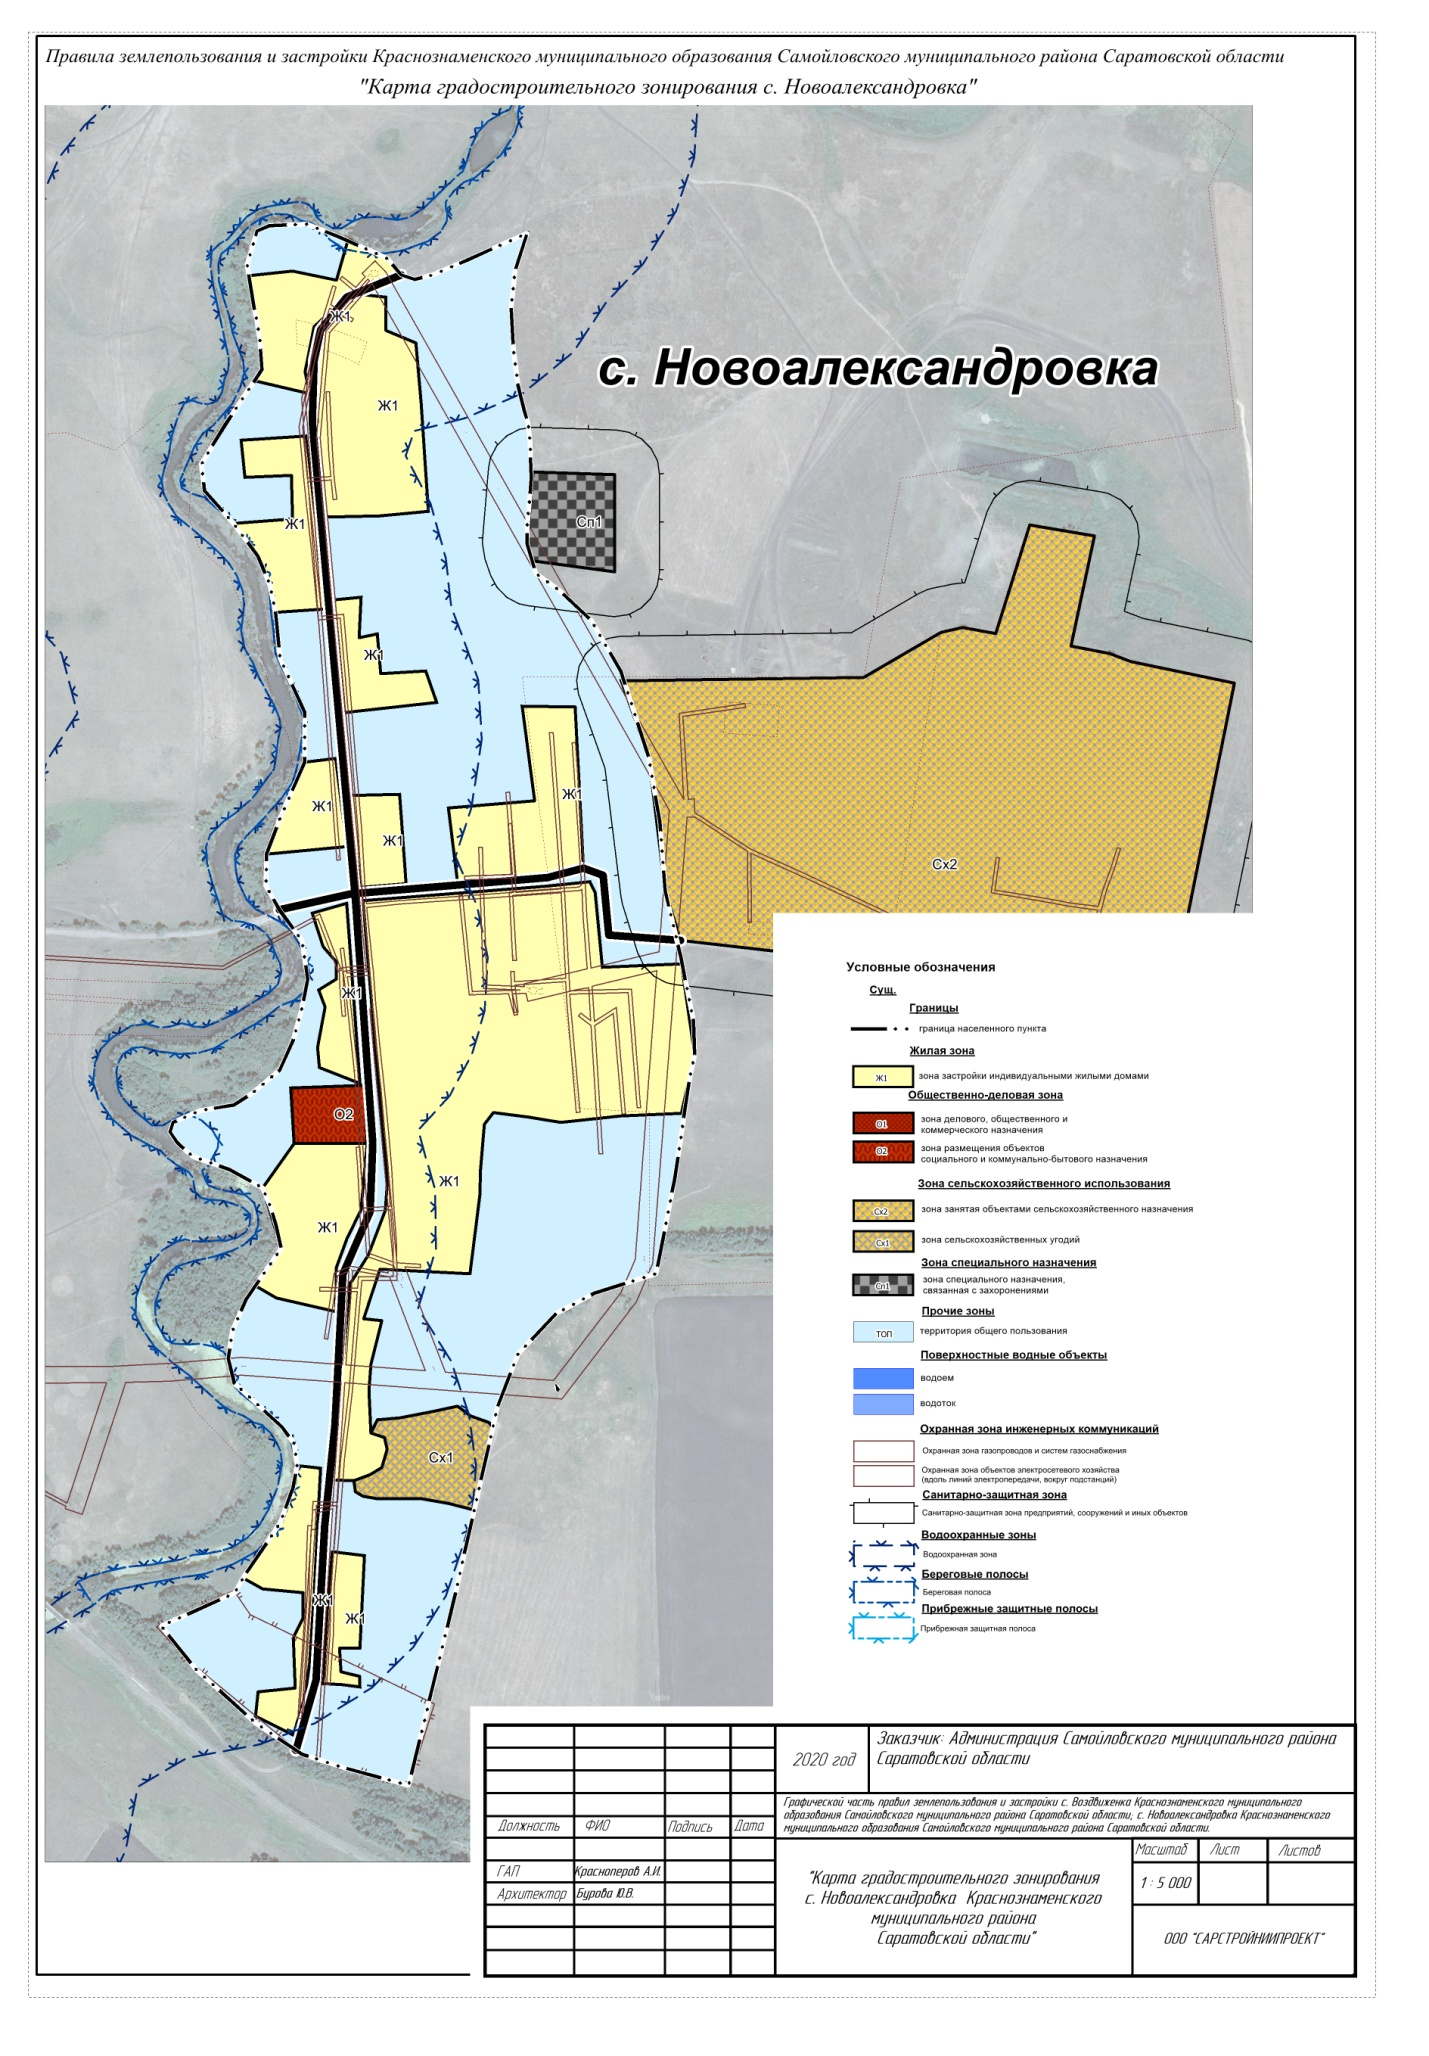 Правила землепользования и застройки Краснознаменского муниципального образования Самойловского муниципального района Саратовской области
"Карта градостроительного зонирования с. Новоалександровка"
Ж1
с. Новоалександровка
Ж1
Сп1
Ж1
Ж1
Ж1
Ж1
Ж1
Сх2
Ж1
О2
Ж1
Ж1
Сх1
Ж1
Ж1
Условные обозначения
Сущ.
Границы
граница населенного пункта
Жилая зона
Ж1
зона застройки индивидуальными жилыми домами
Общественно-деловая зона
О1
зона делового, общественного и
коммерческого назначения
О2
зона размещения объектов
социального и коммунально-бытового назначения
Зона сельскохозяйственного использования
Сх2
зона занятая объектами сельскохозяйственного назначения
Сх1
зона сельскохозяйственных угодий
Зона специального назначения
Сп1
зона специального назначения,
связанная с захоронениями
Прочие зоны
ТОП
территория общего пользования
Поверхностные водные объекты
водоем
водоток
Охранная зона инженерных коммуникаций
Охранная зона газопроводов и систем газоснабжения
Охранная зона объектов электросетевого хозяйства
(вдоль линий электропередачи, вокруг подстанций)
Санитарно-защитная зона
Санитарно-защитная зона предприятий, сооружений и иных объектов
Водоохранные зоны
Водоохранная зона
Береговые полосы
Береговая полоса
Прибрежные защитные полосы
Прибрежная защитная полоса
2020 год
Заказчик: Администрация Самойловского муниципального района
Саратовской области
Графической часть правил землепользования и застройки с. Воздвиженка Краснознаменского муниципального
образования Самойловского муниципального района Саратовской области, с. Новоалександровка Краснознаменского
муниципального образования Самойловского муниципального района Саратовской области.
Должность ФИО Подпись Дата
ГАП Красноперов А.И.
Архитектор Бурова Ю.В.
"Карта градостроительного зонирования
с. Новоалександровка Краснознаменского
муниципального района
Саратовской области"
Масштаб Лист Листов
1 : 5 000
ООО "САРСТРОЙНИИПРОЕКТ"